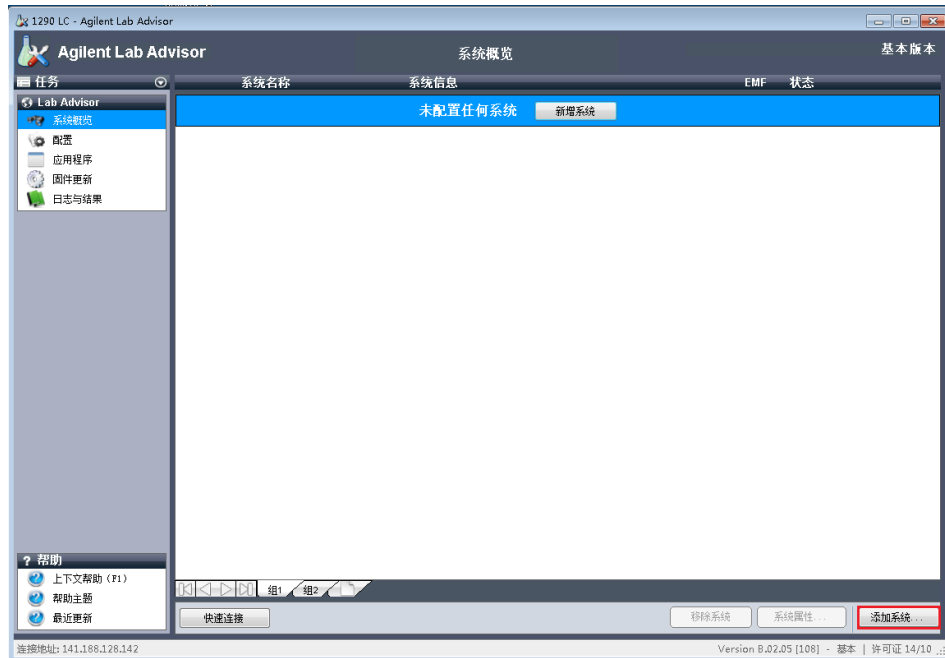 1290 LC - Agilent Lab Advisor
Agilent Lab Advisor
系统概览
基本版本
任务
系统名称
系统信息
EMF
状态
Lab Advisor
系统概览
配置
应用程序
固件更新
日志与结果
未配置任何系统
新增系统
? 帮助
上下文帮助 (F1)
帮助主题
最近更新
组1
组2
快速连接
移除系统
系统属性...
添加系统...
连接地址: 141.188.128.142
Version B.02.05 [108] - 基本 | 许可证 14/10